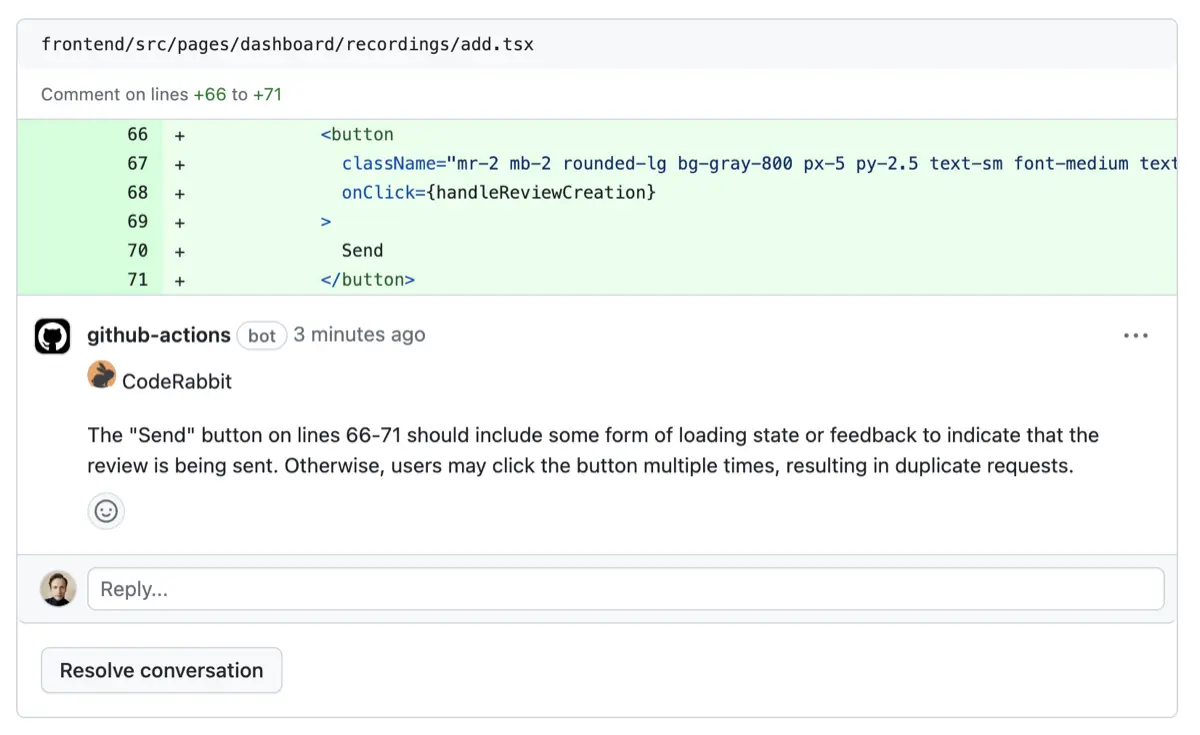 frontend/src/pages/dashboard/recordings/add.tsx
Comment on lines +66 to +71
66 + <button
67 + className="mr-2 mb-2 rounded-lg bg-gray-800 px-5 py-2.5 text-sm font-medium text
68 + onClick={handleReviewCreation}
69 + >
70 + Send
71 + </button>
github-actions bot 3 minutes ago
CodeRabbit
The "Send" button on lines 66-71 should include some form of loading state or feedback to indicate that the
review is being sent. Otherwise, users may click the button multiple times, resulting in duplicate requests.
Reply...
Resolve conversation